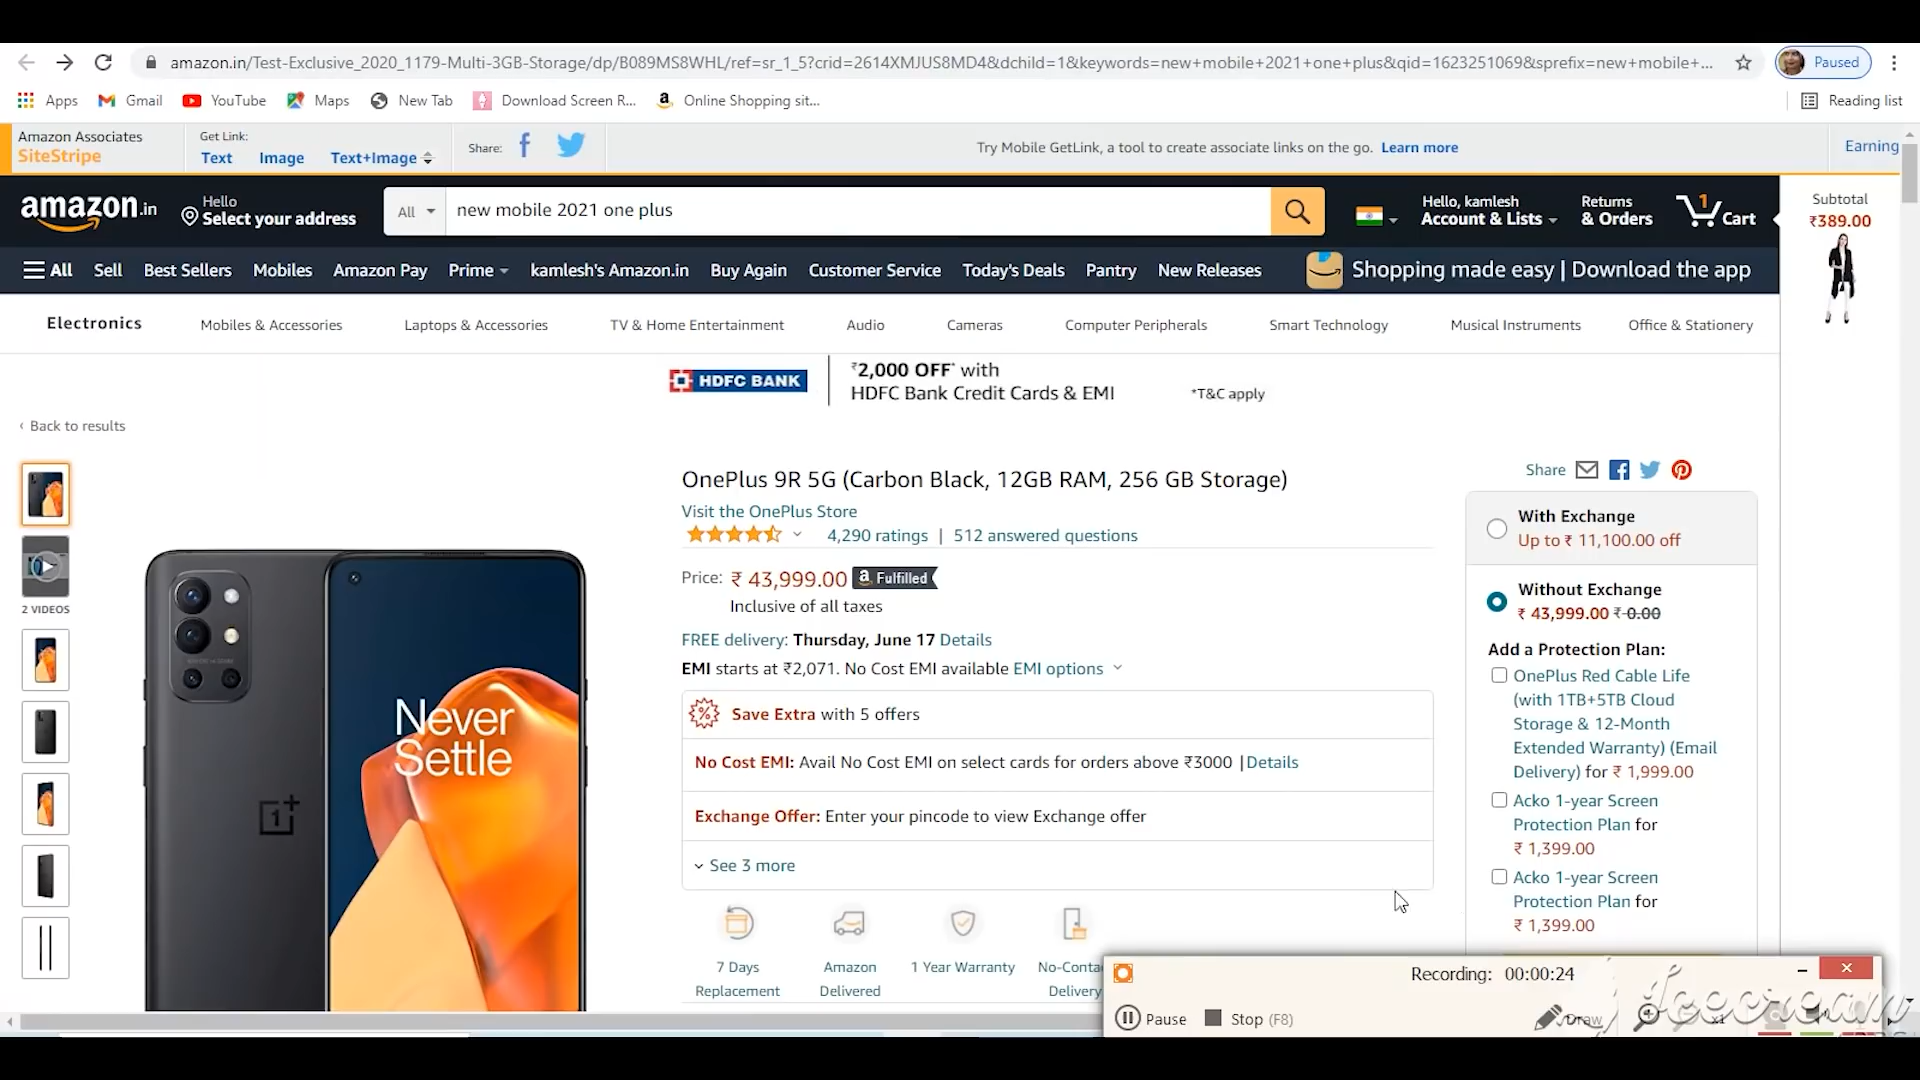 amazon.in/Test-Exclusive_2020_1179-Multi-3GB-Storage/dp/B089MS8WHL/ref=sr_1_5?crid=2614XMJUS8MD4&dchild=1&keywords=new+mobile+2021+one+plus&qid=1623251069&sprefix=new+mobile+...
Paused
Apps
Gmail
YouTube
Maps
New Tab
Download Screen R...
Online Shopping sit...
Reading list
Amazon Associates
SiteStripe
Get Link:
Text
Image
Text+Image
Share:
Try Mobile GetLink, a tool to create associate links on the go. Learn more
Earning
amazon.in
Hello
Select your address
All
new mobile 2021 one plus
Hello, kamlesh
Account & Lists
Returns
& Orders
1
Cart
Subtotal
₹389.00
All
Sell
Best Sellers
Mobiles
Amazon Pay
Prime
kamlesh's Amazon.in
Buy Again
Customer Service
Today's Deals
Pantry
New Releases
Shopping made easy | Download the app
Electronics
Mobiles & Accessories
Laptops & Accessories
TV & Home Entertainment
Audio
Cameras
Computer Peripherals
Smart Technology
Musical Instruments
Office & Stationery
HDFC BANK
₹2,000 OFF* with
HDFC Bank Credit Cards & EMI
*T&C apply
‹ Back to results
2 VIDEOS
Never
Settle
OnePlus 9R 5G (Carbon Black, 12GB RAM, 256 GB Storage)
Visit the OnePlus Store
4,290 ratings | 512 answered questions
Price: ₹ 43,999.00 a Fulfilled
Inclusive of all taxes
FREE delivery: Thursday, June 17 Details
EMI starts at ₹2,071. No Cost EMI available EMI options
Save Extra with 5 offers
No Cost EMI: Avail No Cost EMI on select cards for orders above ₹3000 |Details
Exchange Offer: Enter your pincode to view Exchange offer
See 3 more
7 Days
Replacement
Amazon
Delivered
1 Year Warranty
No-Conta
Delivery
Share
With Exchange
Up to ₹ 11,100.00 off
Without Exchange
₹ 43,999.00 ₹ 0.00
Add a Protection Plan:
OnePlus Red Cable Life
(with 1TB+5TB Cloud
Storage & 12-Month
Extended Warranty) (Email
Delivery) for ₹ 1,999.00
Acko 1-year Screen
Protection Plan for
₹ 1,399.00
Acko 1-year Screen
Protection Plan for
₹ 1,399.00
Recording: 00:00:24
Pause
Stop (F8)
Draw
x1
Icecream